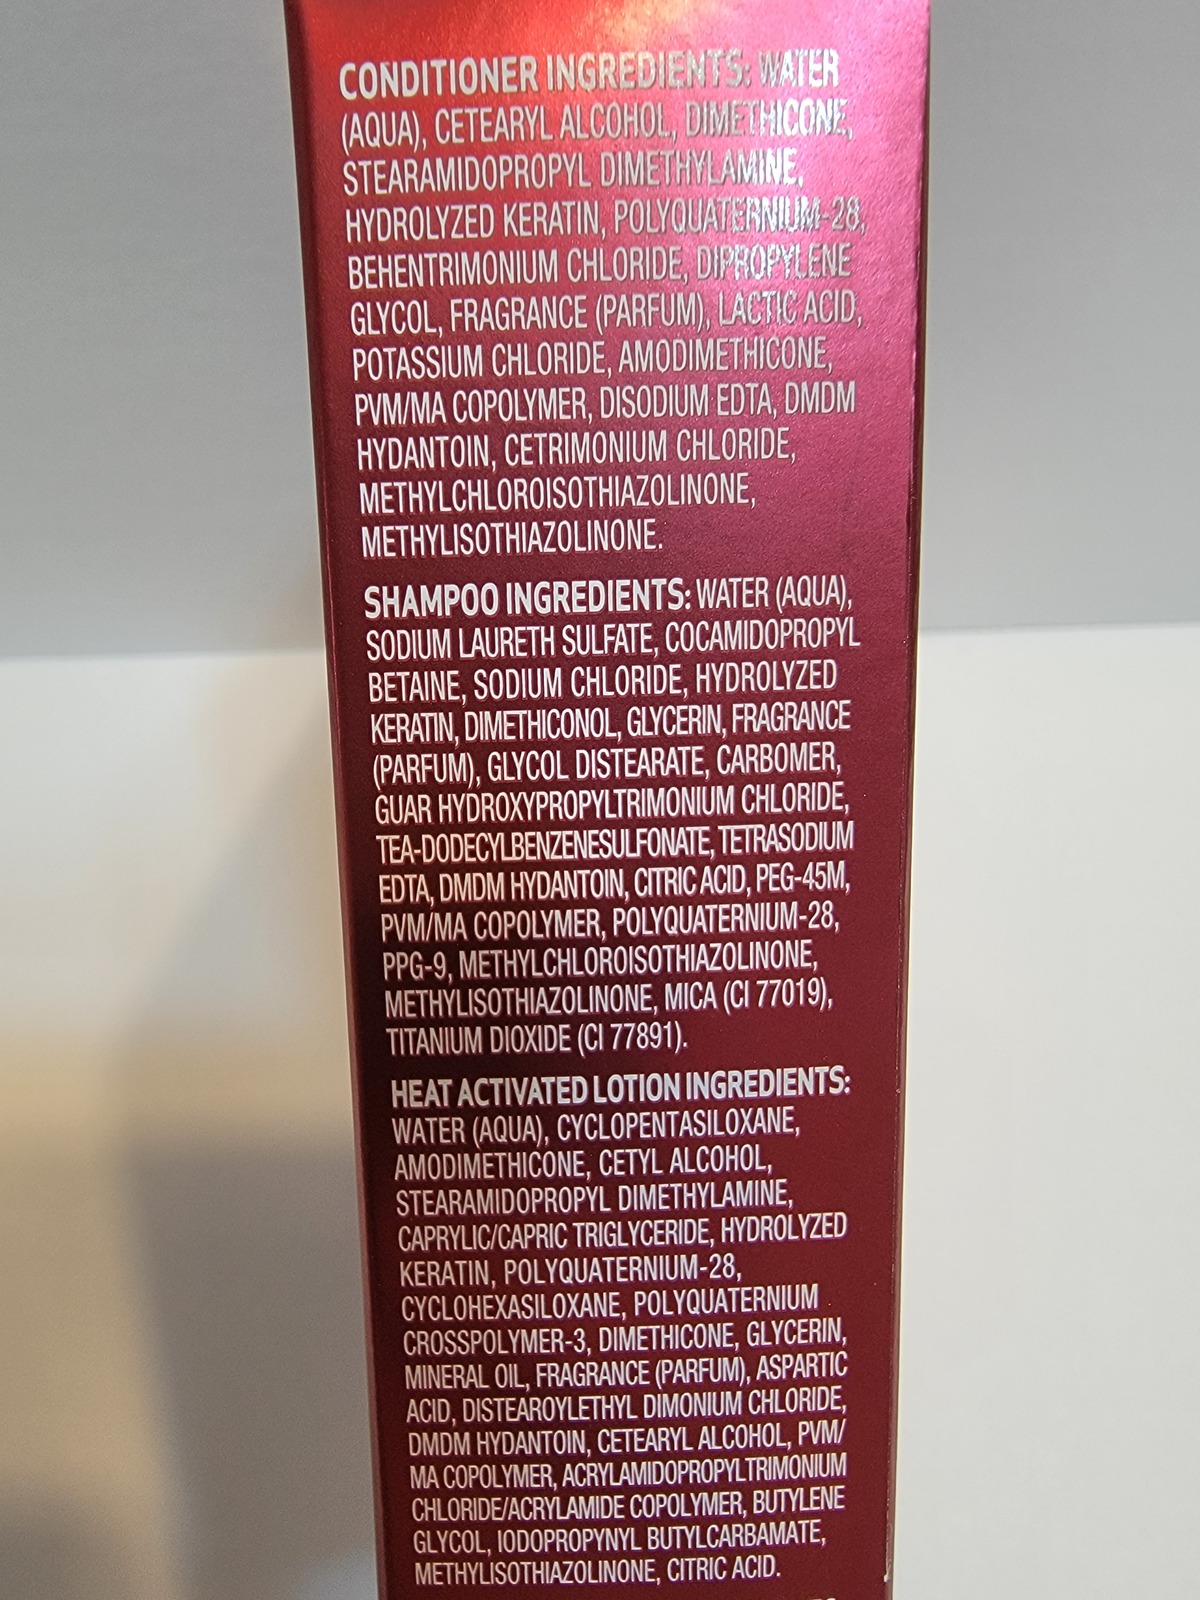 CONDITIONER INGREDIENTS: WATER
(AQUA), CETEARYL ALCOHOL, DIMETHICONE,
STEARAMIDOPROPYL DIMETHYLAMINE,
HYDROLYZED KERATIN, POLYQUATERNIUM-28,
BEHENTRIMONIUM CHLORIDE, DIPROPYLENE
GLYCOL, FRAGRANCE (PARFUM), LACTIC ACID,
POTASSIUM CHLORIDE, AMODIMETHICONE,
PVM/MA COPOLYMER, DISODIUM EDTA, DMDM
HYDANTOIN, CETRIMONIUM CHLORIDE,
METHYLCHLOROISOTHIAZOLINONE,
METHYLISOTHIAZOLINONE.
SHAMPOO INGREDIENTS: WATER (AQUA),
SODIUM LAURETH SULFATE, COCAMIDOPROPYL
BETAINE, SODIUM CHLORIDE, HYDROLYZED
KERATIN, DIMETHICONOL, GLYCERIN, FRAGRANCE
(PARFUM), GLYCOL DISTEARATE, CARBOMER,
GUAR HYDROXYPROPYLTRIMONIUM CHLORIDE,
TEA-DODECYLBENZENESULFONATE, TETRASODIUM
EDTA, DMDM HYDANTOIN, CITRIC ACID, PEG-45M,
PVM/MA COPOLYMER, POLYQUATERNIUM-28,
PPG-9, METHYLCHLOROISOTHIAZOLINONE,
METHYLISOTHIAZOLINONE, MICA (CI 77019),
TITANIUM DIOXIDE (CI 77891).
HEAT ACTIVATED LOTION INGREDIENTS:
WATER (AQUA), CYCLOPENTASILOXANE,
AMODIMETHICONE, CETYL ALCOHOL,
STEARAMIDOPROPYL DIMETHYLAMINE,
CAPRYLIC/CAPRIC TRIGLYCERIDE, HYDROLYZED
KERATIN, POLYQUATERNIUM-28,
CYCLOHEXASILOXANE, POLYQUATERNIUM
CROSSPOLYMER-3, DIMETHICONE, GLYCERIN,
MINERAL OIL, FRAGRANCE (PARFUM), ASPARTIC
ACID, DISTEAROYLETHYL DIMONIUM CHLORIDE,
DMDM HYDANTOIN, CETEARYL ALCOHOL, PVM/
MA COPOLYMER, ACRYLAMIDOPROPYLTRIMONIUM
CHLORIDE/ACRYLAMIDE COPOLYMER, BUTYLENE
GLYCOL, IODOPROPYNYL BUTYLCARBAMATE,
METHYLISOTHIAZOLINONE, CITRIC ACID.